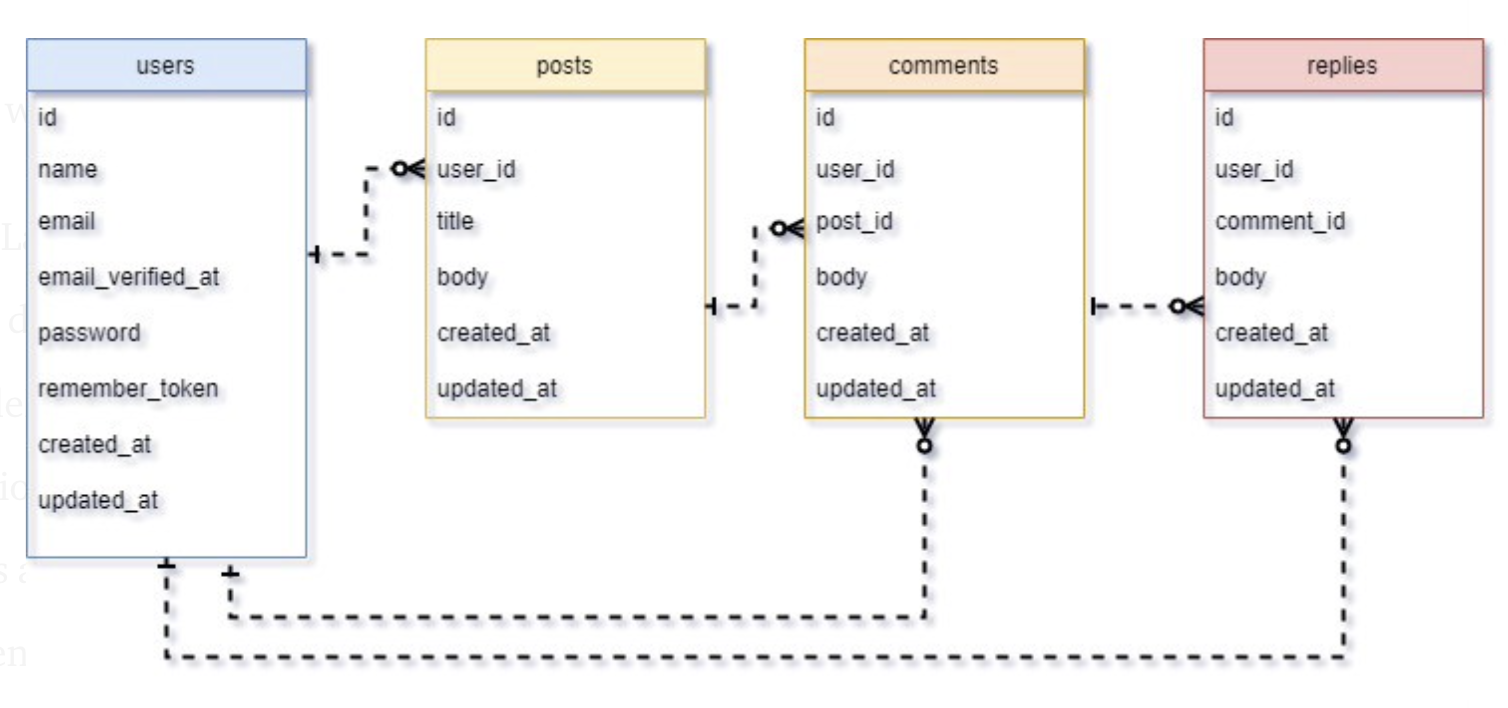 users
id
name
email
email_verified_at
password
remember_token
created_at
updated_at
posts
id
user_id
title
body
created_at
updated_at
comments
id
user_id
post_id
body
created_at
updated_at
replies
id
user_id
comment_id
body
created_at
updated_at